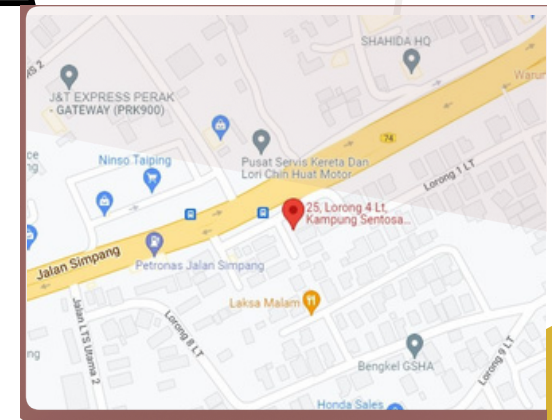 SHAHIDA HQ
J&T EXPRESS PERAK
- GATEWAY (PRK900)
74
Ninso Taiping
Pusat Servis Kereta Dan
Lori Chin Huat Motor
Lorong 1 LT
25, Lorong 4 Lt,
Kampung Sentosa...
Jalan Simpang
Petronas Jalan Simpang
Laksa Malam
Jalan LTS Utama 2
Lorong 8 LT
Bengkel GSHA
Lorong 9 LT
Honda Sales